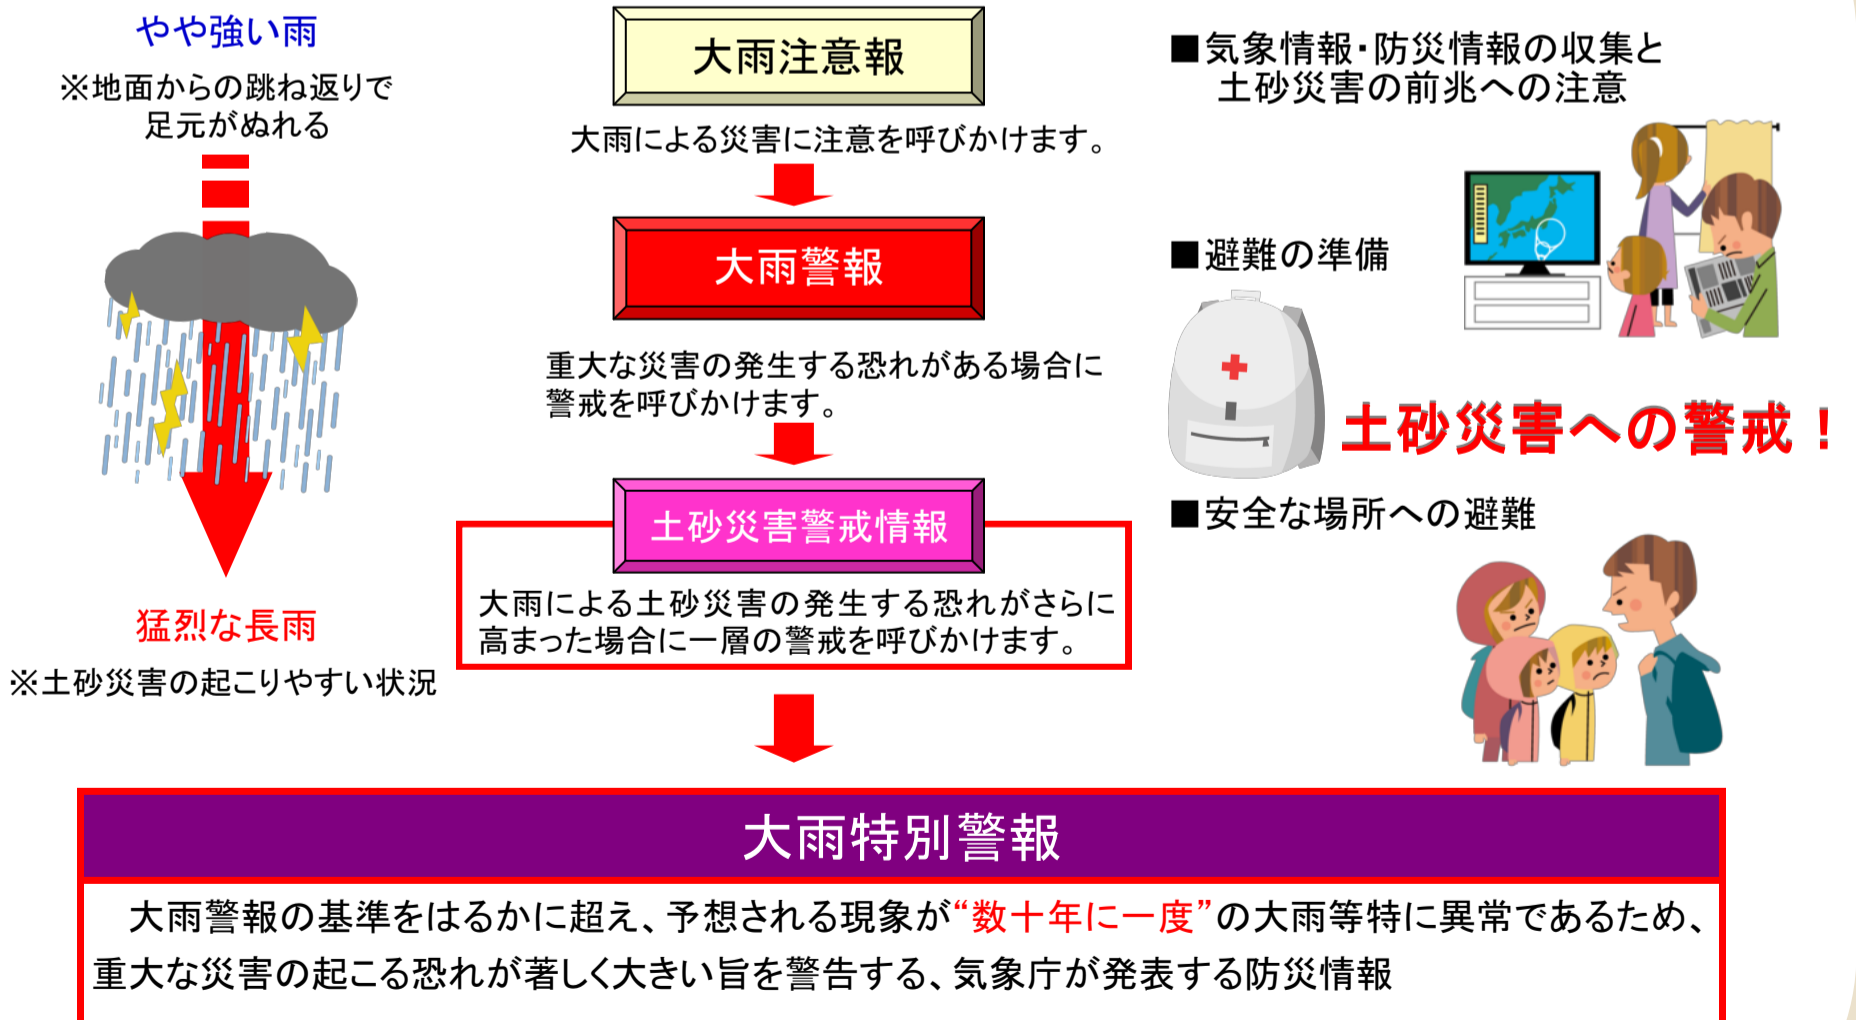 やや強い雨
※地面からの跳ね返りで
足元がぬれる
猛烈な長雨
※土砂災害の起こりやすい状況
大雨注意報
大雨による災害に注意を呼びかけます。
大雨警報
重大な災害の発生する恐れがある場合に
警戒を呼びかけます。
土砂災害警戒情報
大雨による土砂災害の発生する恐れがさらに
高まった場合に一層の警戒を呼びかけます。
■気象情報・防災情報の収集と
土砂災害の前兆への注意
■避難の準備
土砂災害への警戒！
■安全な場所への避難
大雨特別警報
大雨警報の基準をはるかに超え、予想される現象が“数十年に一度”の大雨等特に異常であるため、
重大な災害の起こる恐れが著しく大きい旨を警告する、気象庁が発表する防災情報